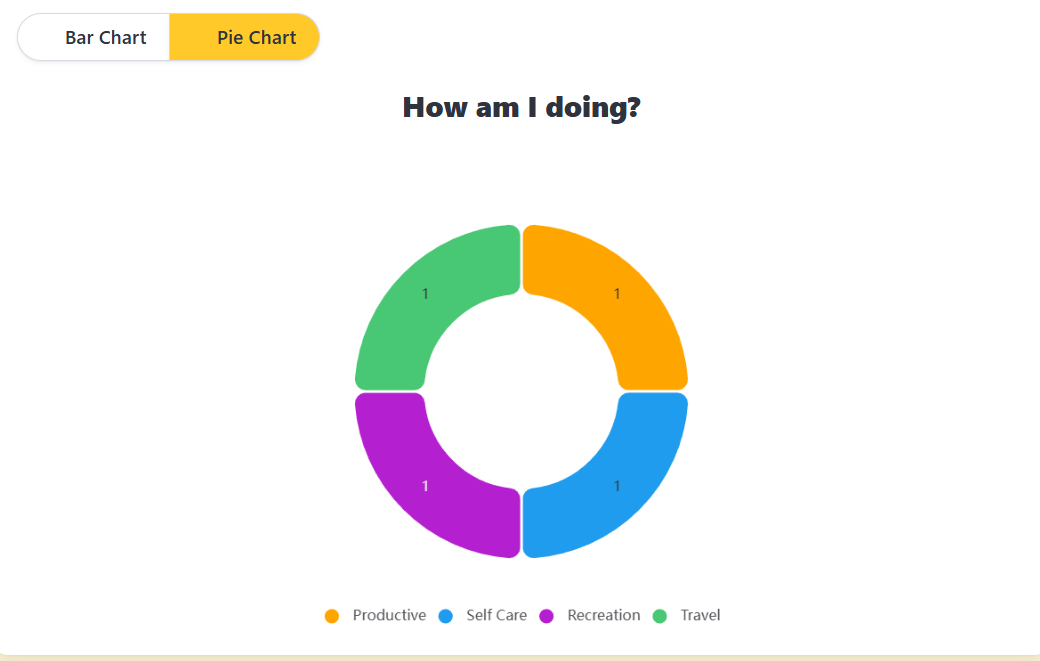 Bar Chart Pie Chart
How am I doing?
1 1
1 1
Productive Self Care Recreation Travel